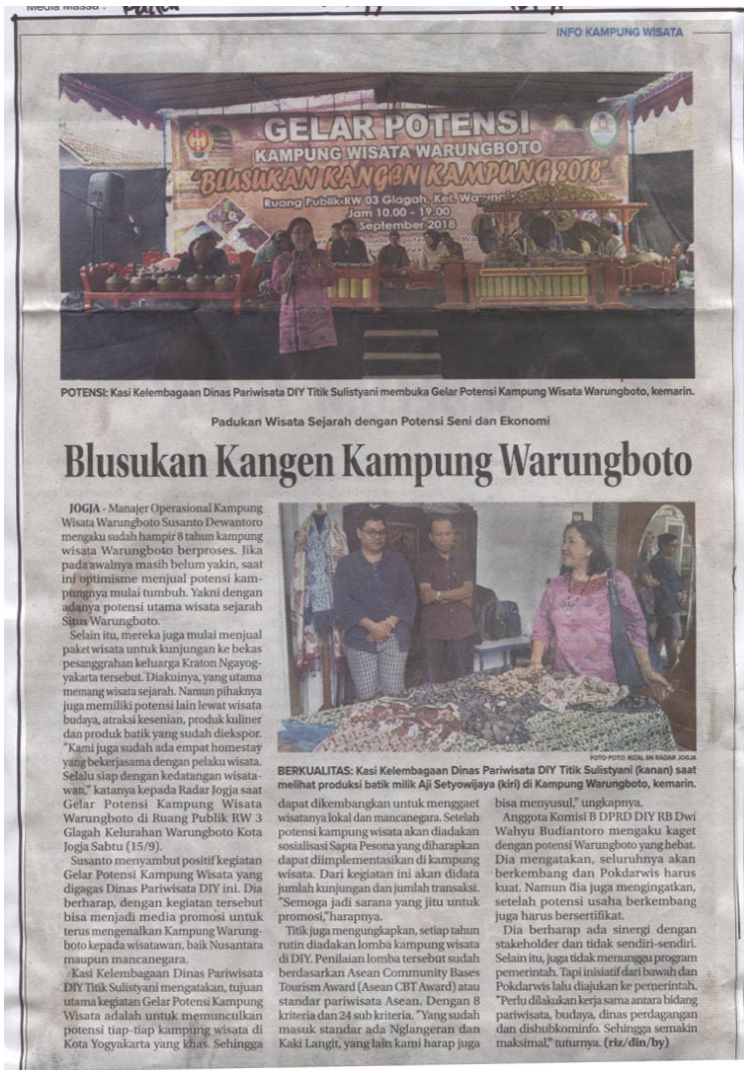 Media Massa :
INFO KAMPUNG WISATA
GELAR POTENSI
KAMPUNG WISATA WARUNGBOTO
"BLUSUKAN KANGEN KAMPUNG 2018"
Ruang Publik RW 03 Glagah, Kel.
Jam 10.00 - 19.00
September 2018
POTENSI: Kasi Kelembagaan Dinas Pariwisata DIY Titik Sulistyani membuka Gelar Potensi Kampung Wisata Warungboto, kemarin.
Padukan Wisata Sejarah dengan Potensi Seni dan Ekonomi
Blusukan Kangen Kampung Warungboto
JOGJA - Manajer Operasional Kampung
Wisata Warungboto Susanto Dewantoro
mengaku sudah hampir 8 tahun kampung
wisata Warungboto berproses. Jika
pada awalnya masih belum yakin, saat
ini optimisme menjual potensi kam-
pungnya mulai tumbuh. Yakni dengan
adanya potensi utama wisata sejarah
Situs Warungboto.
Selain itu, mereka juga mulai menjual
paket wisata untuk kunjungan ke bekas
pesanggrahan keluarga Kraton Ngayog-
yakarta tersebut. Diakuinya, yang utama
memang wisata sejarah. Namun pihaknya
juga memiliki potensi lain lewat wisata
budaya, atraksi kesenian, produk kuliner
dan produk batik yang sudah diekspor.
"Kami juga sudah ada empat homestay
yang bekerjasama dengan pelaku wisata.
Selalu siap dengan kedatangan wisata-
wan," katanya kepada Radar Jogja saat
Gelar Potensi Kampung Wisata
Warungboto di Ruang Publik RW 3
Glagah Kelurahan Warungboto Kota
Jogja Sabtu (15/9).
Susanto menyambut positif kegiatan
Gelar Potensi Kampung Wisata yang
digagas Dinas Pariwisata DIY ini. Dia
berharap, dengan kegiatan tersebut
bisa menjadi media promosi untuk
terus mengenalkan Kampung Warung-
boto kepada wisatawan, baik Nusantara
maupun mancanegara.
Kasi Kelembagaan Dinas Pariwisata
DIY Titik Sulistyani mengatakan, tujuan
utama kegiatan Gelar Potensi Kampung
Wisata adalah untuk memunculkan
potensi tiap-tiap kampung wisata di
Kota Yogyakarta yang khas. Sehingga
FOTO-FOTO: RIZAL SN RADAR JOGJA
BERKUALITAS: Kasi Kelembagaan Dinas Pariwisata DIY Titik Sulistyani (kanan) saat
melihat produksi batik milik Aji Setyowijaya (kiri) di Kampung Warungboto, kemarin.
dapat dikembangkan untuk menggaet
wisatanya lokal dan mancanegara. Setelah
potensi kampung wisata akan diadakan
sosialisasi Sapta Pesona yang diharapkan
dapat diimplementasikan di kampung
wisata. Dari kegiatan ini akan didata
jumlah kunjungan dan jumlah transaksi.
"Semoga jadi sarana yang jitu untuk
promosi,"harapnya.
Titik juga mengungkapkan, setiap tahun
rutin diadakan lomba kampung wisata
di DIY. Penilaian lomba tersebut sudah
berdasarkan Asean Community Bases
Tourism Award (Asean CBT Award) atau
standar pariwisata Asean. Dengan 8
kriteria dan 24 sub kriteria. "Yang sudah
masuk standar ada Nglangeran dan
Kaki Langit, yang lain kami harap juga
bisa menyusul," ungkapnya.
Anggota Komisi B DPRD DIY RB Dwi
Wahyu Budiantoro mengaku kaget
dengan potensi Warungboto yang hebat.
Dia mengatakan, seluruhnya akan
berkembang dan Pokdarwis harus
kuat. Namun dia juga mengingatkan,
setelah potensi usaha berkembang
juga harus bersertifikat.
Dia berharap ada sinergi dengan
stakeholder dan tidak sendiri-sendiri.
Selain itu, juga tidak menunggu program
pemerintah. Tapi inisiatif dari bawah dan
Pokdarwis lalu diajukan ke pemerintah.
"Perlu dilakukan kerja sama antara bidang
pariwisata, budaya, dinas perdagangan
dan dishubkominfo. Sehingga semakin
maksimal," tuturnya. (riz/din/by)